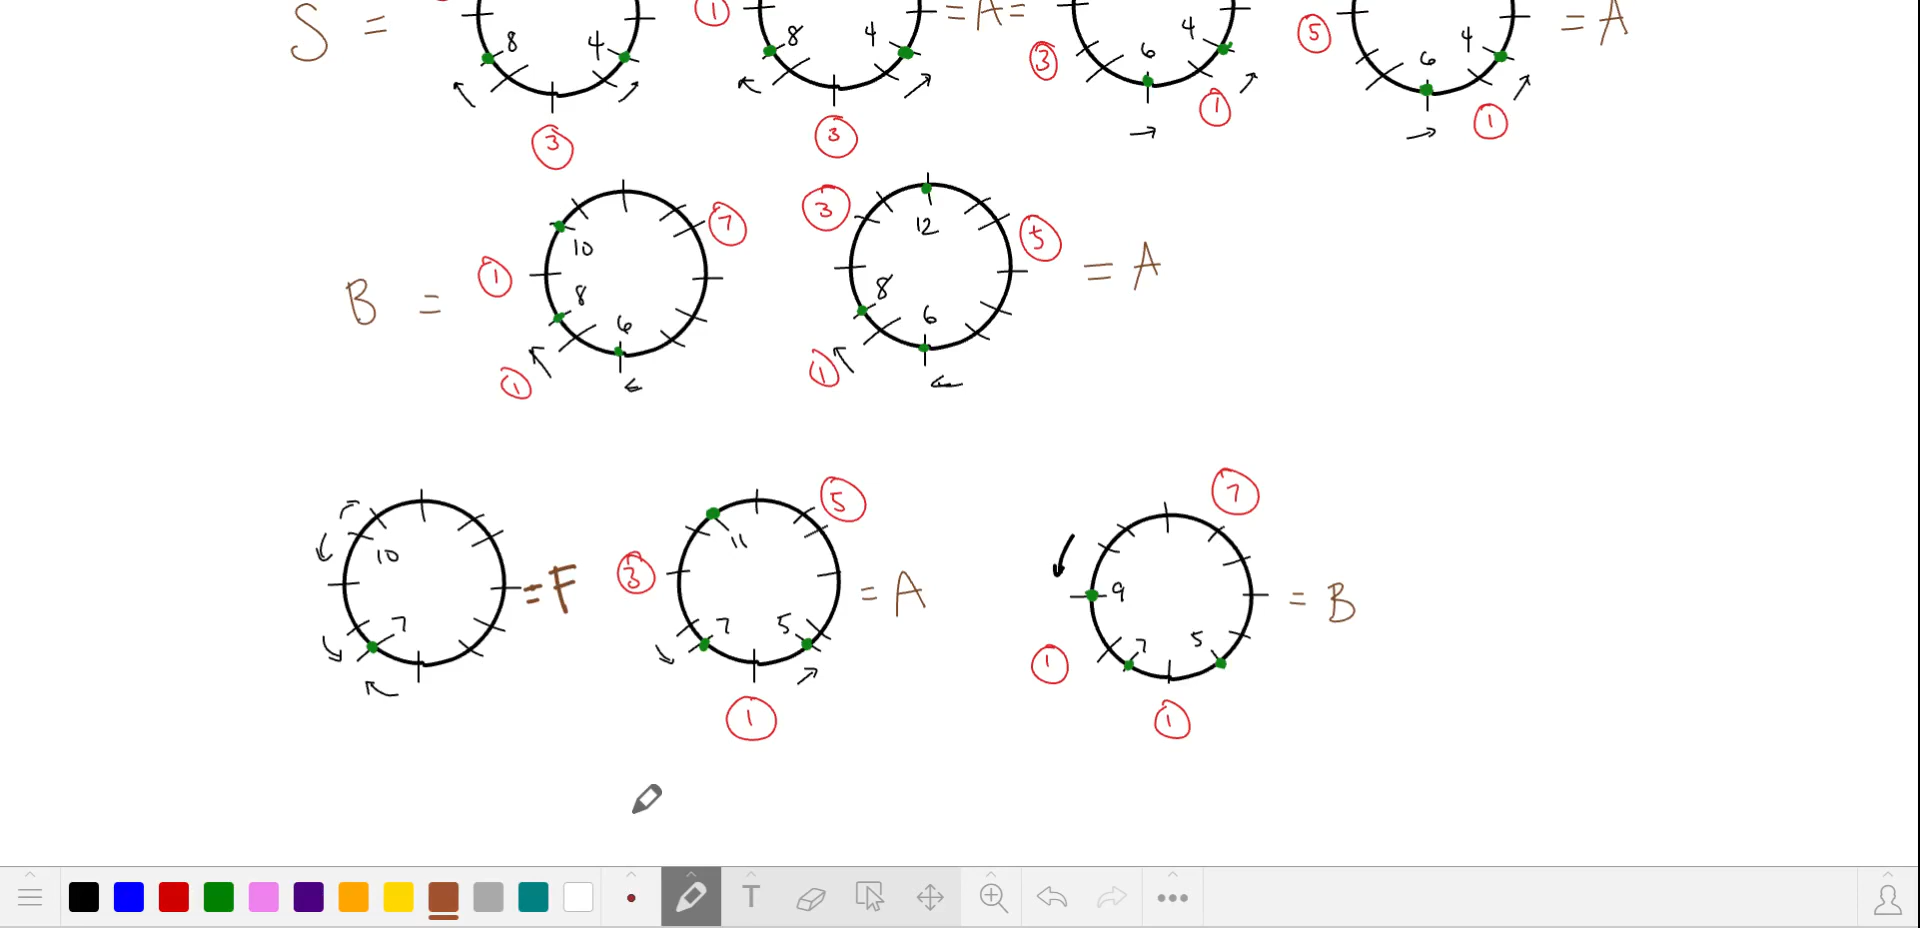 S = 8 4 ③ ① 8 4 ③ = A = ③ 6 4 ① ⑤ 6 4 ① = A
B = ① 10 8 6 ① ⑦ ③ 12 8 6 ① ⑤ = A
10 7 = F ③ 11 7 5 ① ⑤ = A ① 9 7 5 ① ⑦ = B
T